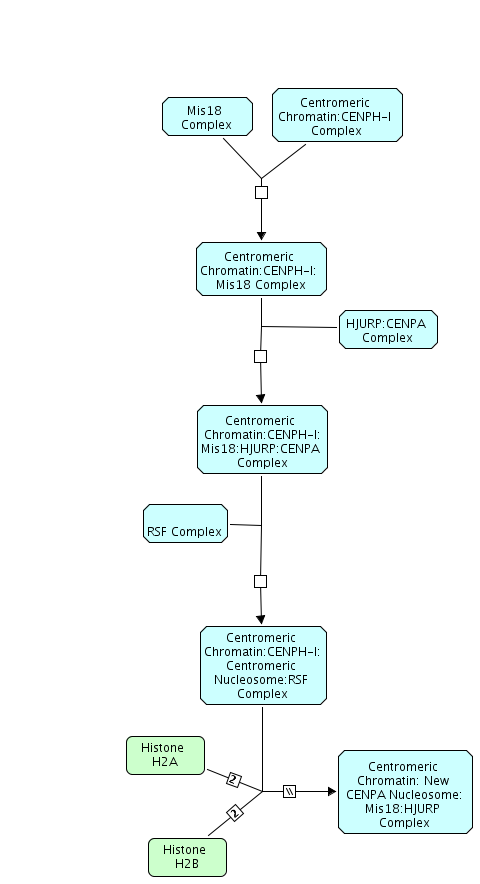 Mis18
Complex
Centromeric
Chromatin:CENPH-I
Complex
Centromeric
Chromatin:CENPH-I:
Mis18 Complex
HJURP:CENPA
Complex
Centromeric
Chromatin:CENPH-I:
Mis18:HJURP:CENPA
Complex
RSF Complex
Centromeric
Chromatin:CENPH-I:
Centromeric
Nucleosome:RSF
Complex
Histone
H2A
2
\\
Centromeric
Chromatin: New
CENPA Nucleosome:
Mis18:HJURP
Complex
2
Histone
H2B